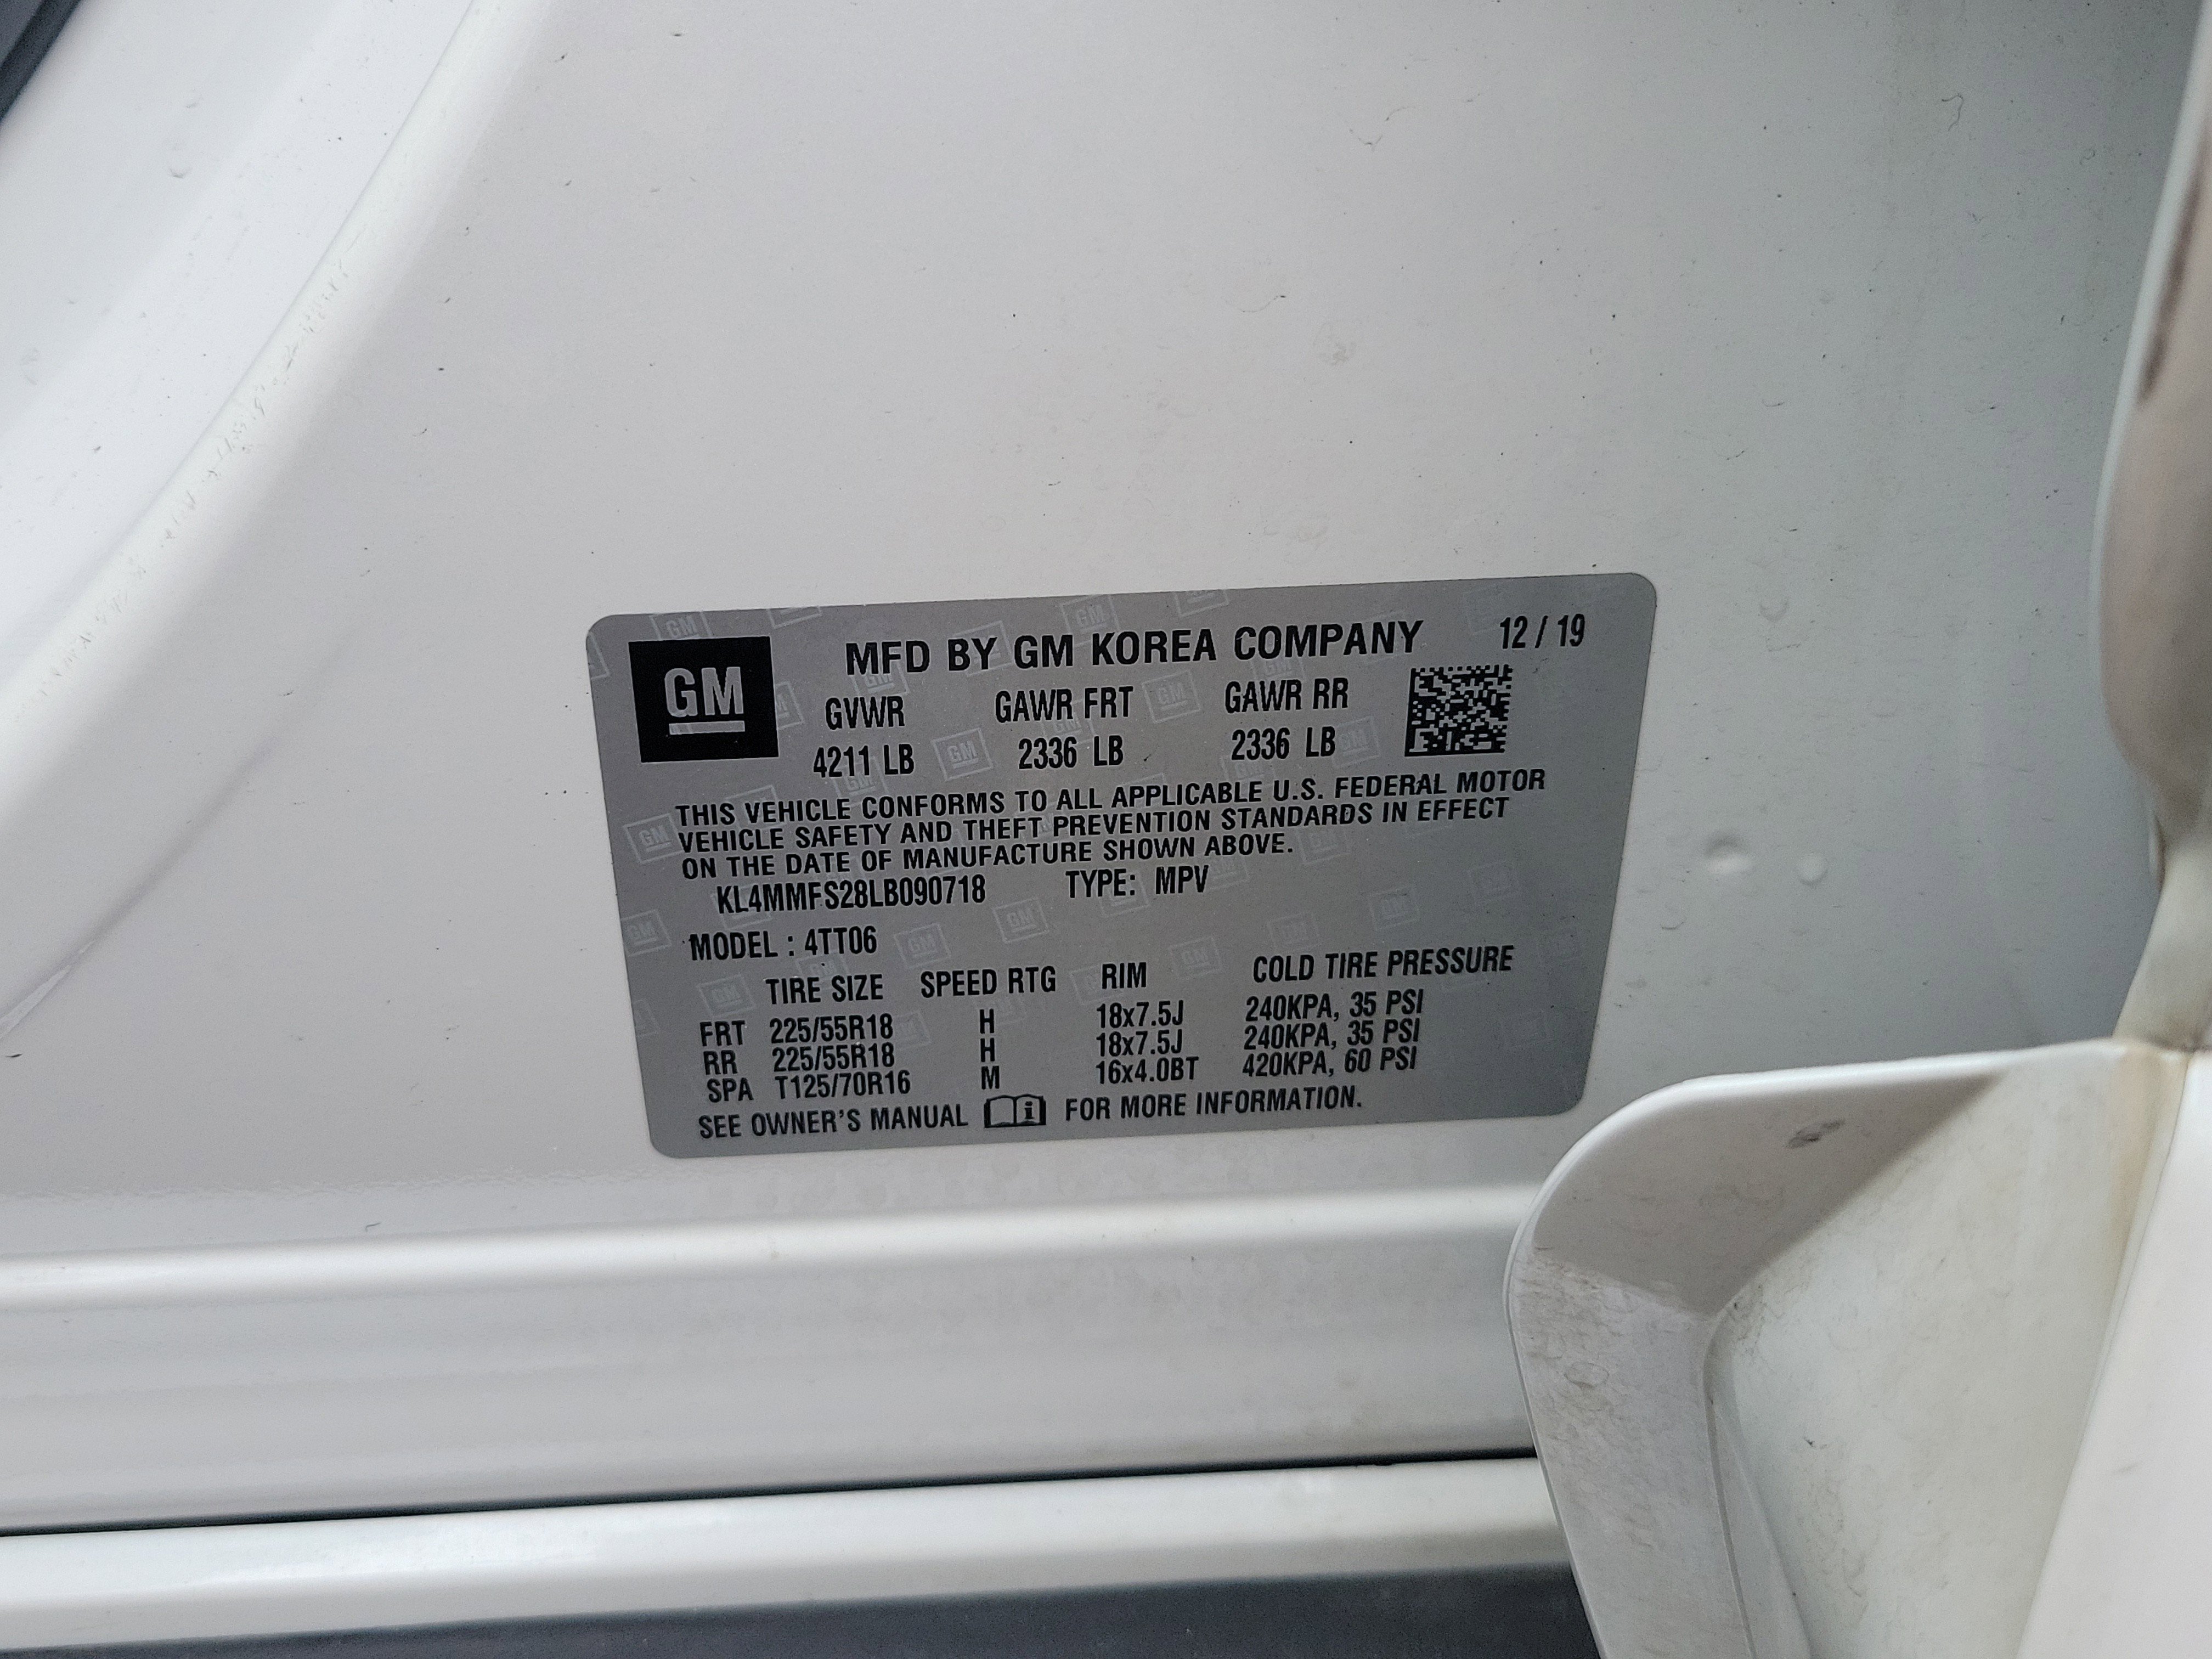 GM
MFD BY GM KOREA COMPANY 12 / 19
GVWR GAWR FRT GAWR RR
4211 LB 2336 LB 2336 LB
THIS VEHICLE CONFORMS TO ALL APPLICABLE U.S. FEDERAL MOTOR
VEHICLE SAFETY AND THEFT PREVENTION STANDARDS IN EFFECT
ON THE DATE OF MANUFACTURE SHOWN ABOVE.
KL4MMFS28LB090718 TYPE: MPV
MODEL : 4TT06
TIRE SIZE SPEED RTG RIM COLD TIRE PRESSURE
FRT 225/55R18 H 18x7.5J 240KPA, 35 PSI
RR 225/55R18 H 18x7.5J 240KPA, 35 PSI
SPA T125/70R16 M 16x4.0BT 420KPA, 60 PSI
SEE OWNER'S MANUAL i FOR MORE INFORMATION.